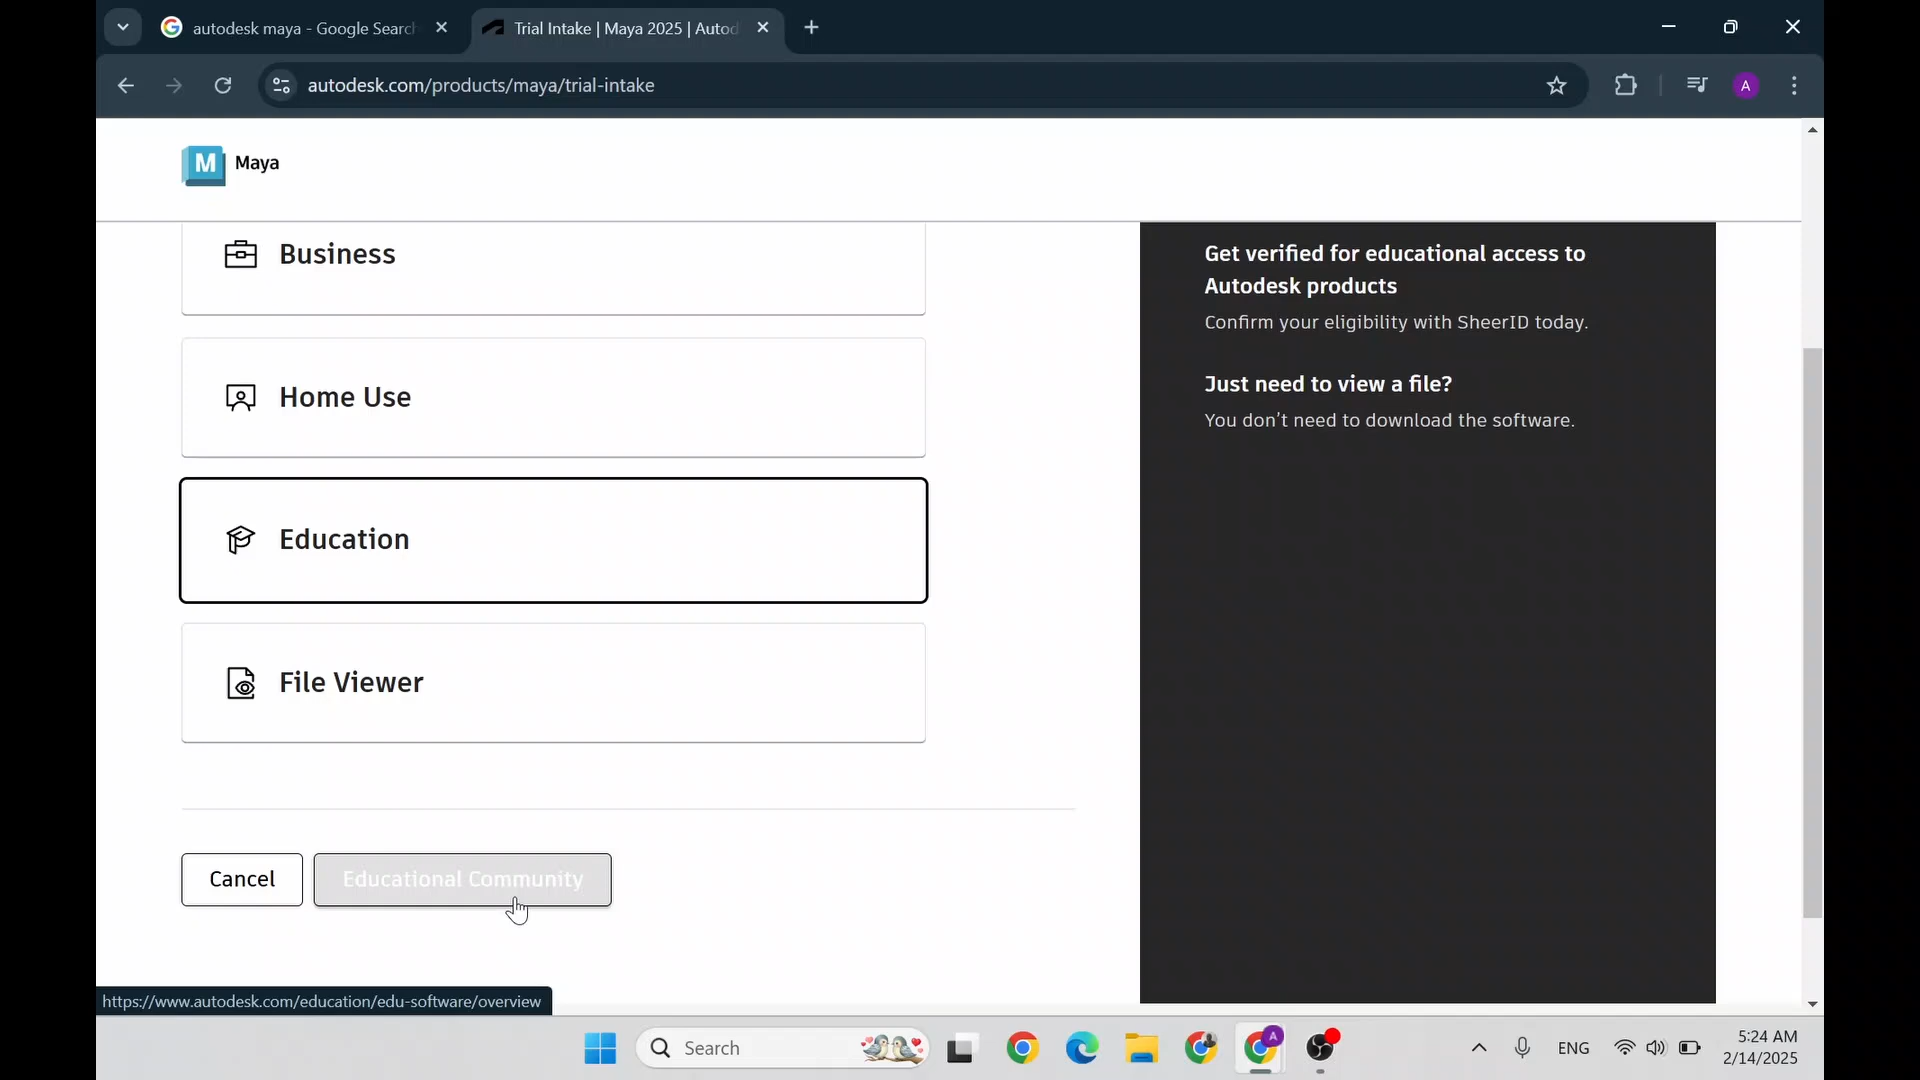 autodesk maya - Google Search
Trial Intake | Maya 2025 | Autod
autodesk.com/products/maya/trial-intake
A
M Maya
Business
Get verified for educational access to
Autodesk products
Confirm your eligibility with SheerID today.
Home Use
Just need to view a file?
You don't need to download the software.
Education
File Viewer
Cancel
Educational Community
https://www.autodesk.com/education/edu-software/overview
Search
A
ENG
5:24 AM
2/14/2025